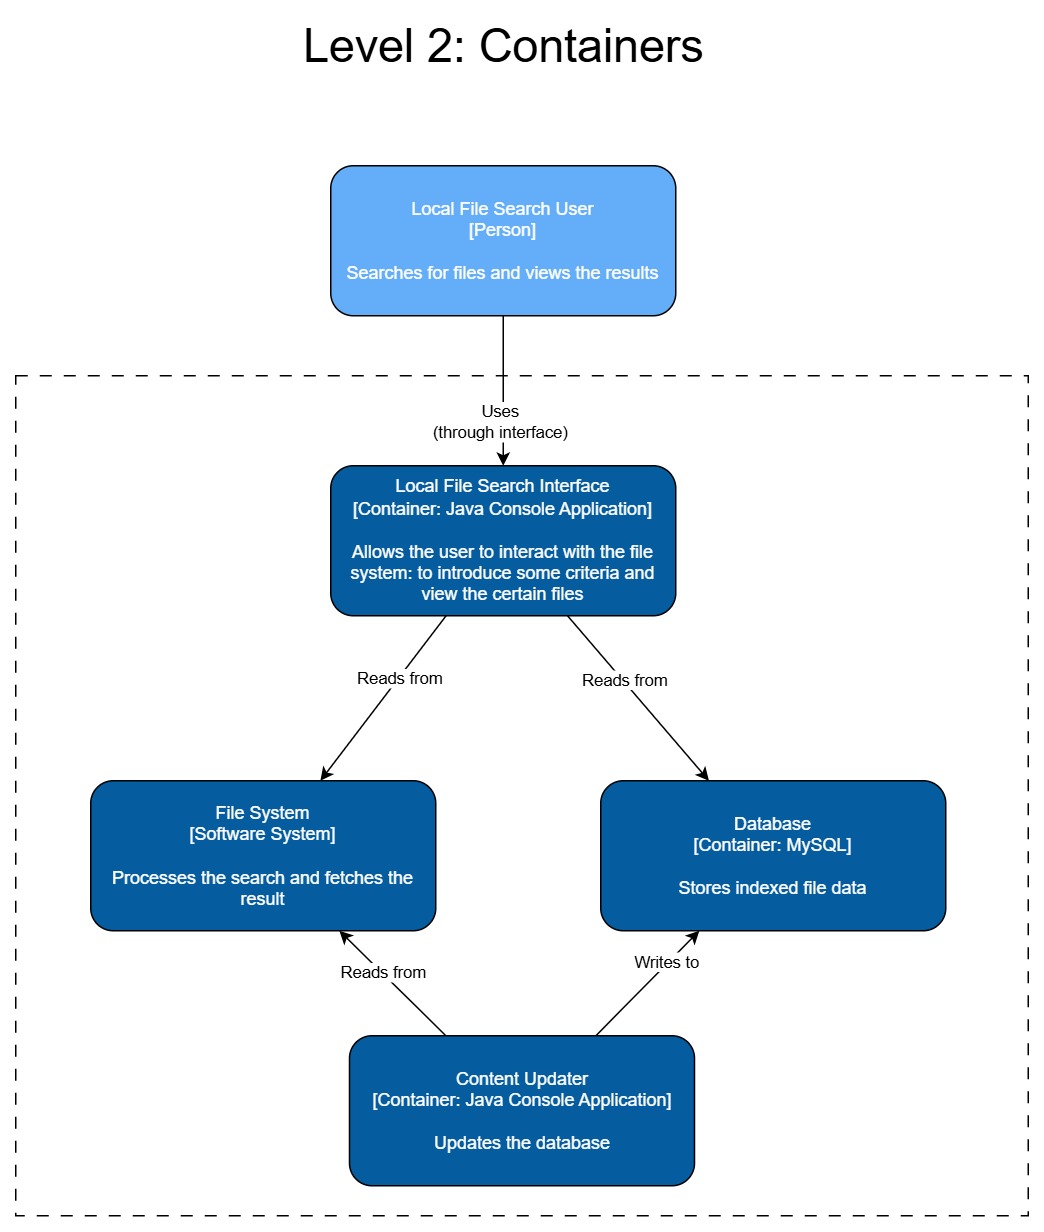 Level 2: Containers
Local File Search User
[Person]
Searches for files and views the results
Uses
(through interface)
Local File Search Interface
[Container: Java Console Application]
Allows the user to interact with the file
system: to introduce some criteria and
view the certain files
Reads from
Reads from
File System
[Software System]
Processes the search and fetches the
result
Database
[Container: MySQL]
Stores indexed file data
Reads from
Writes to
Content Updater
[Container: Java Console Application]
Updates the database